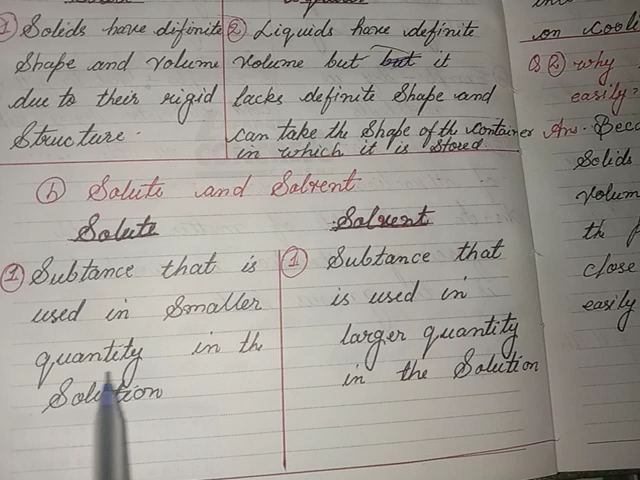 ① Solids have difinite
Shape and volume
due to their rigid
Structure.
② Liquids have definite
volume but but it
lacks definite Shape and
can take the Shape of the container
in which it is Stored
ⓑ Solute and Solvent
Solute
① Subtance that is
used in Smaller
quantity in the
Solution
Solvent
① Subtance that
is used in
larger quantity
in the Solution
on cooli
Q ② why
easily?
Ans. Beca
Solids
volum
the
close
easily